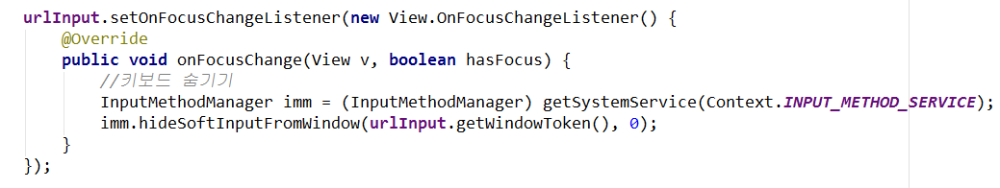 urlInput.setOnFocusChangeListener(new View.OnFocusChangeListener() {
    @Override
    public void onFocusChange(View v, boolean hasFocus) {
        //키보드 숨기기
        InputMethodManager imm = (InputMethodManager) getSystemService(Context.INPUT_METHOD_SERVICE);
        imm.hideSoftInputFromWindow(urlInput.getWindowToken(), 0);
    }
});